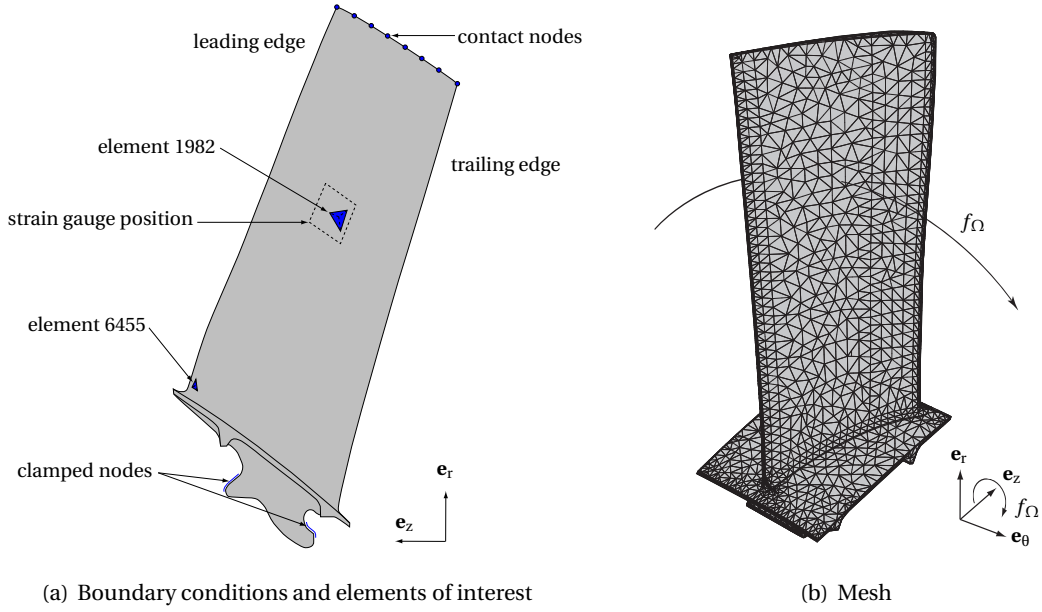 leading edge
contact nodes
element 1982
trailing edge
strain gauge position
element 6455
clamped nodes
e_r
e_z
(a) Boundary conditions and elements of interest
f_Ω
e_r
e_z
f_Ω
e_θ
(b) Mesh